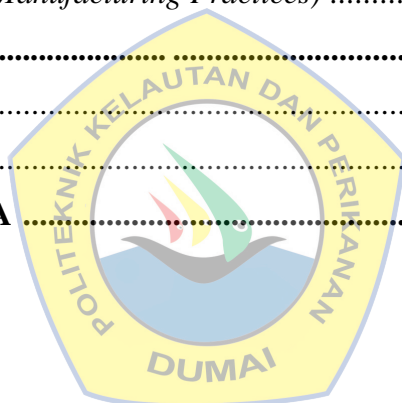 Manufacturing Practices) ..........
..................... ..............................
..................................................
..................................................
A ..................................................
POLITEKNIK KELAUTAN DAN PERIKANAN
DUMAI